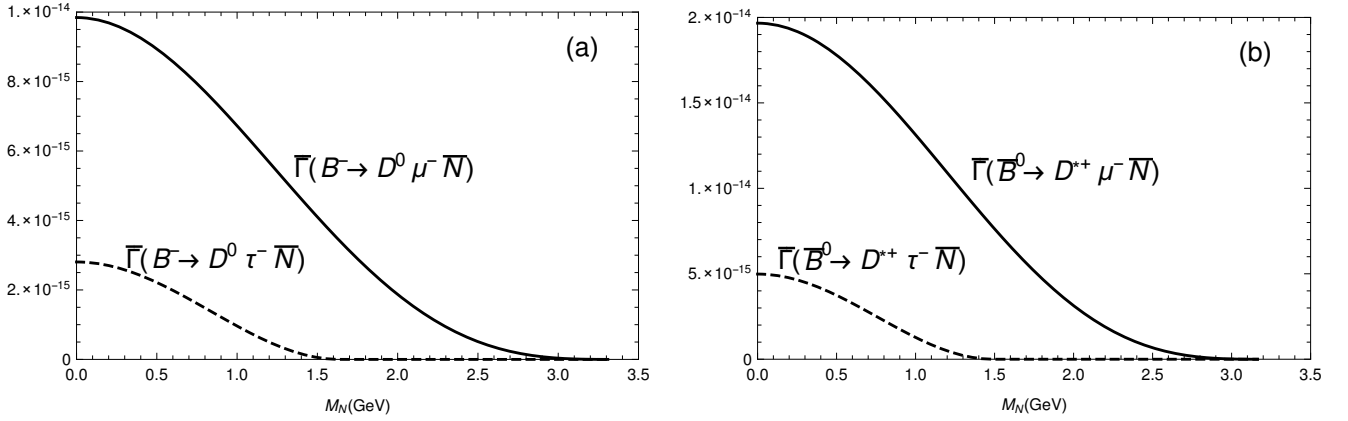 1.×10⁻¹⁴
(a)
8.×10⁻¹⁵
6.×10⁻¹⁵
Γ̅(B⁻→ D⁰ μ⁻ N̅)
4.×10⁻¹⁵
Γ̅(B⁻→ D⁰ τ⁻ N̅)
2.×10⁻¹⁵
0
0.0 0.5 1.0 1.5 2.0 2.5 3.0 3.5
M_N(GeV)
2.×10⁻¹⁴
(b)
1.5×10⁻¹⁴
Γ̅(B̅⁰→ D*⁺ μ⁻ N̅)
1.×10⁻¹⁴
Γ̅(B̅⁰→ D*⁺ τ⁻ N̅)
5.×10⁻¹⁵
0
0.0 0.5 1.0 1.5 2.0 2.5 3.0 3.5
M_N(GeV)